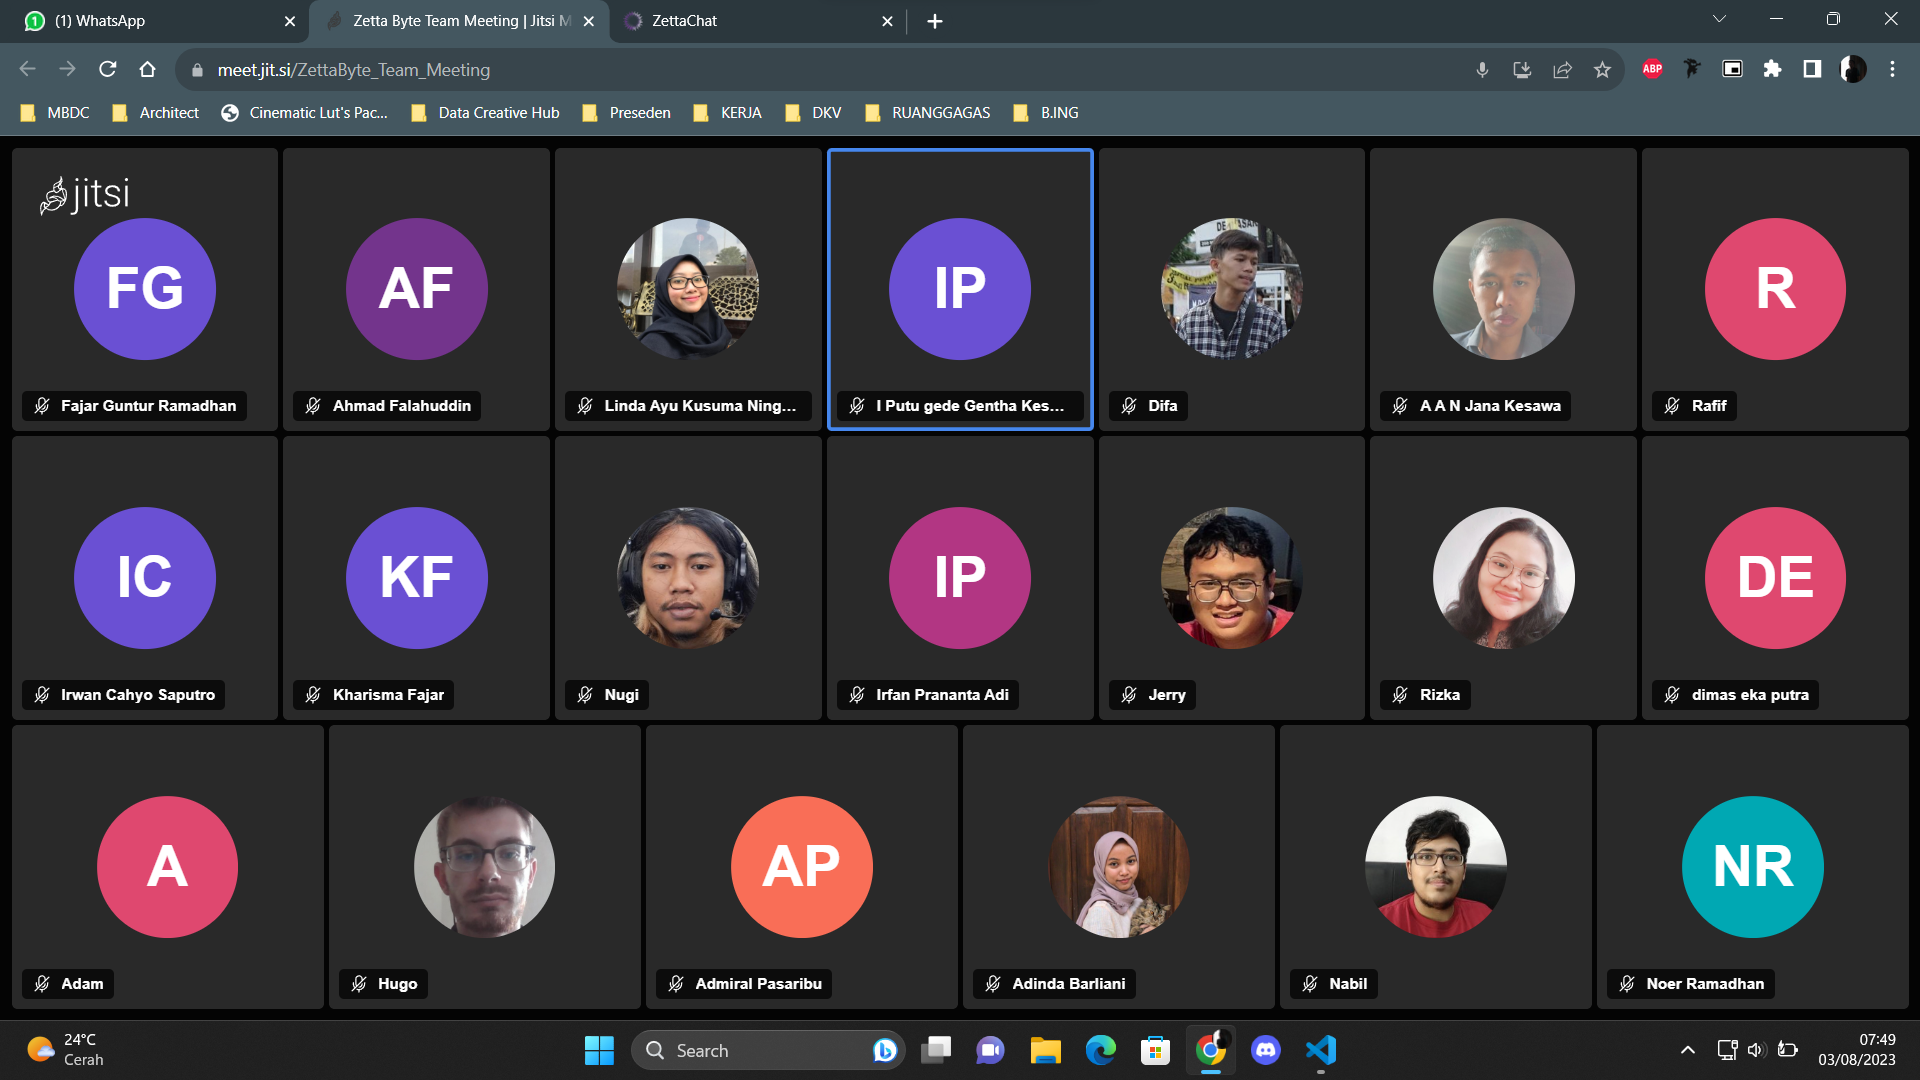 (1) WhatsApp
Zetta Byte Team Meeting | Jitsi M
ZettaChat
meet.jit.si/ZettaByte_Team_Meeting
ABP
MBDC
Architect
Cinematic Lut's Pac...
Data Creative Hub
Preseden
KERJA
DKV
RUANGGAGAS
B.ING
jitsi
FG
AF
IP
R
Fajar Guntur Ramadhan
Ahmad Falahuddin
Linda Ayu Kusuma Ning...
I Putu gede Gentha Kes...
Difa
A A N Jana Kesawa
Rafif
IC
KF
IP
DE
Irwan Cahyo Saputro
Kharisma Fajar
Nugi
Irfan Prananta Adi
Jerry
Rizka
dimas eka putra
A
AP
NR
Adam
Hugo
Admiral Pasaribu
Adinda Barliani
Nabil
Noer Ramadhan
24°C
Cerah
Search
07:49
03/08/2023